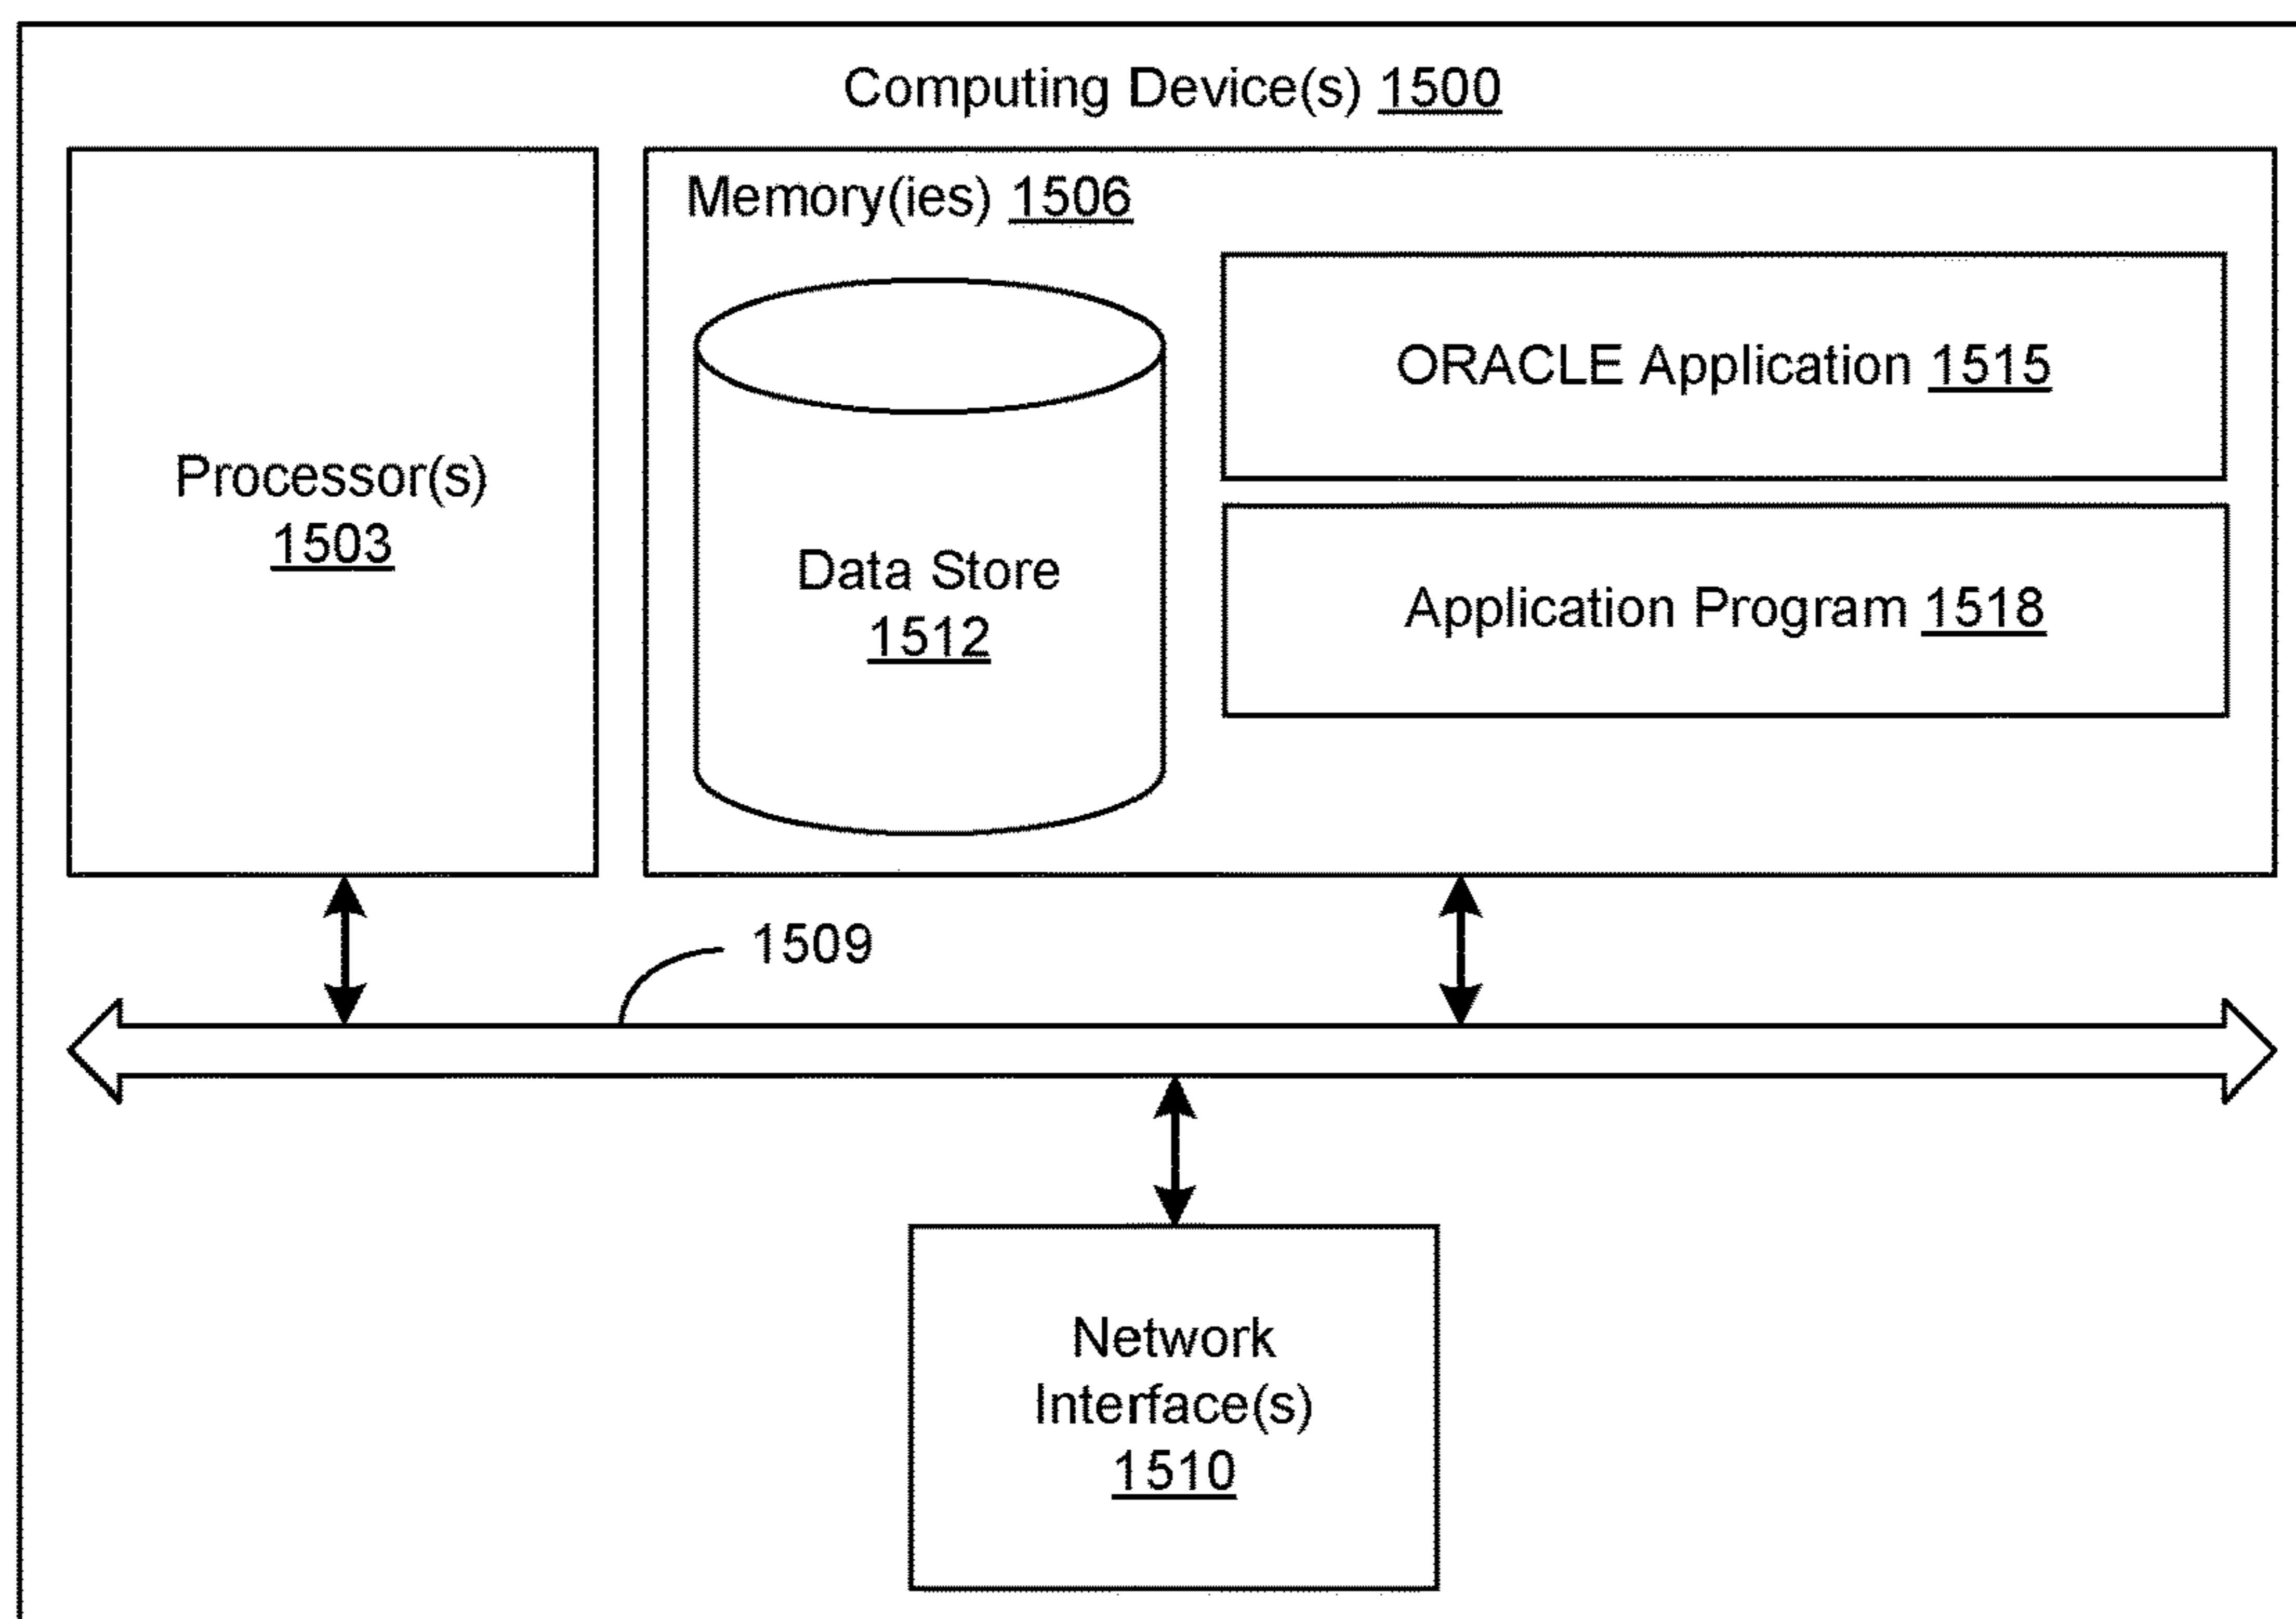 Computing Device(s) 1500
Memory(ies) 1506
ORACLE Application 1515
Processor(s)
1503
Data Store
1512
Application Program 1518
1509
Network
Interface(s)
1510